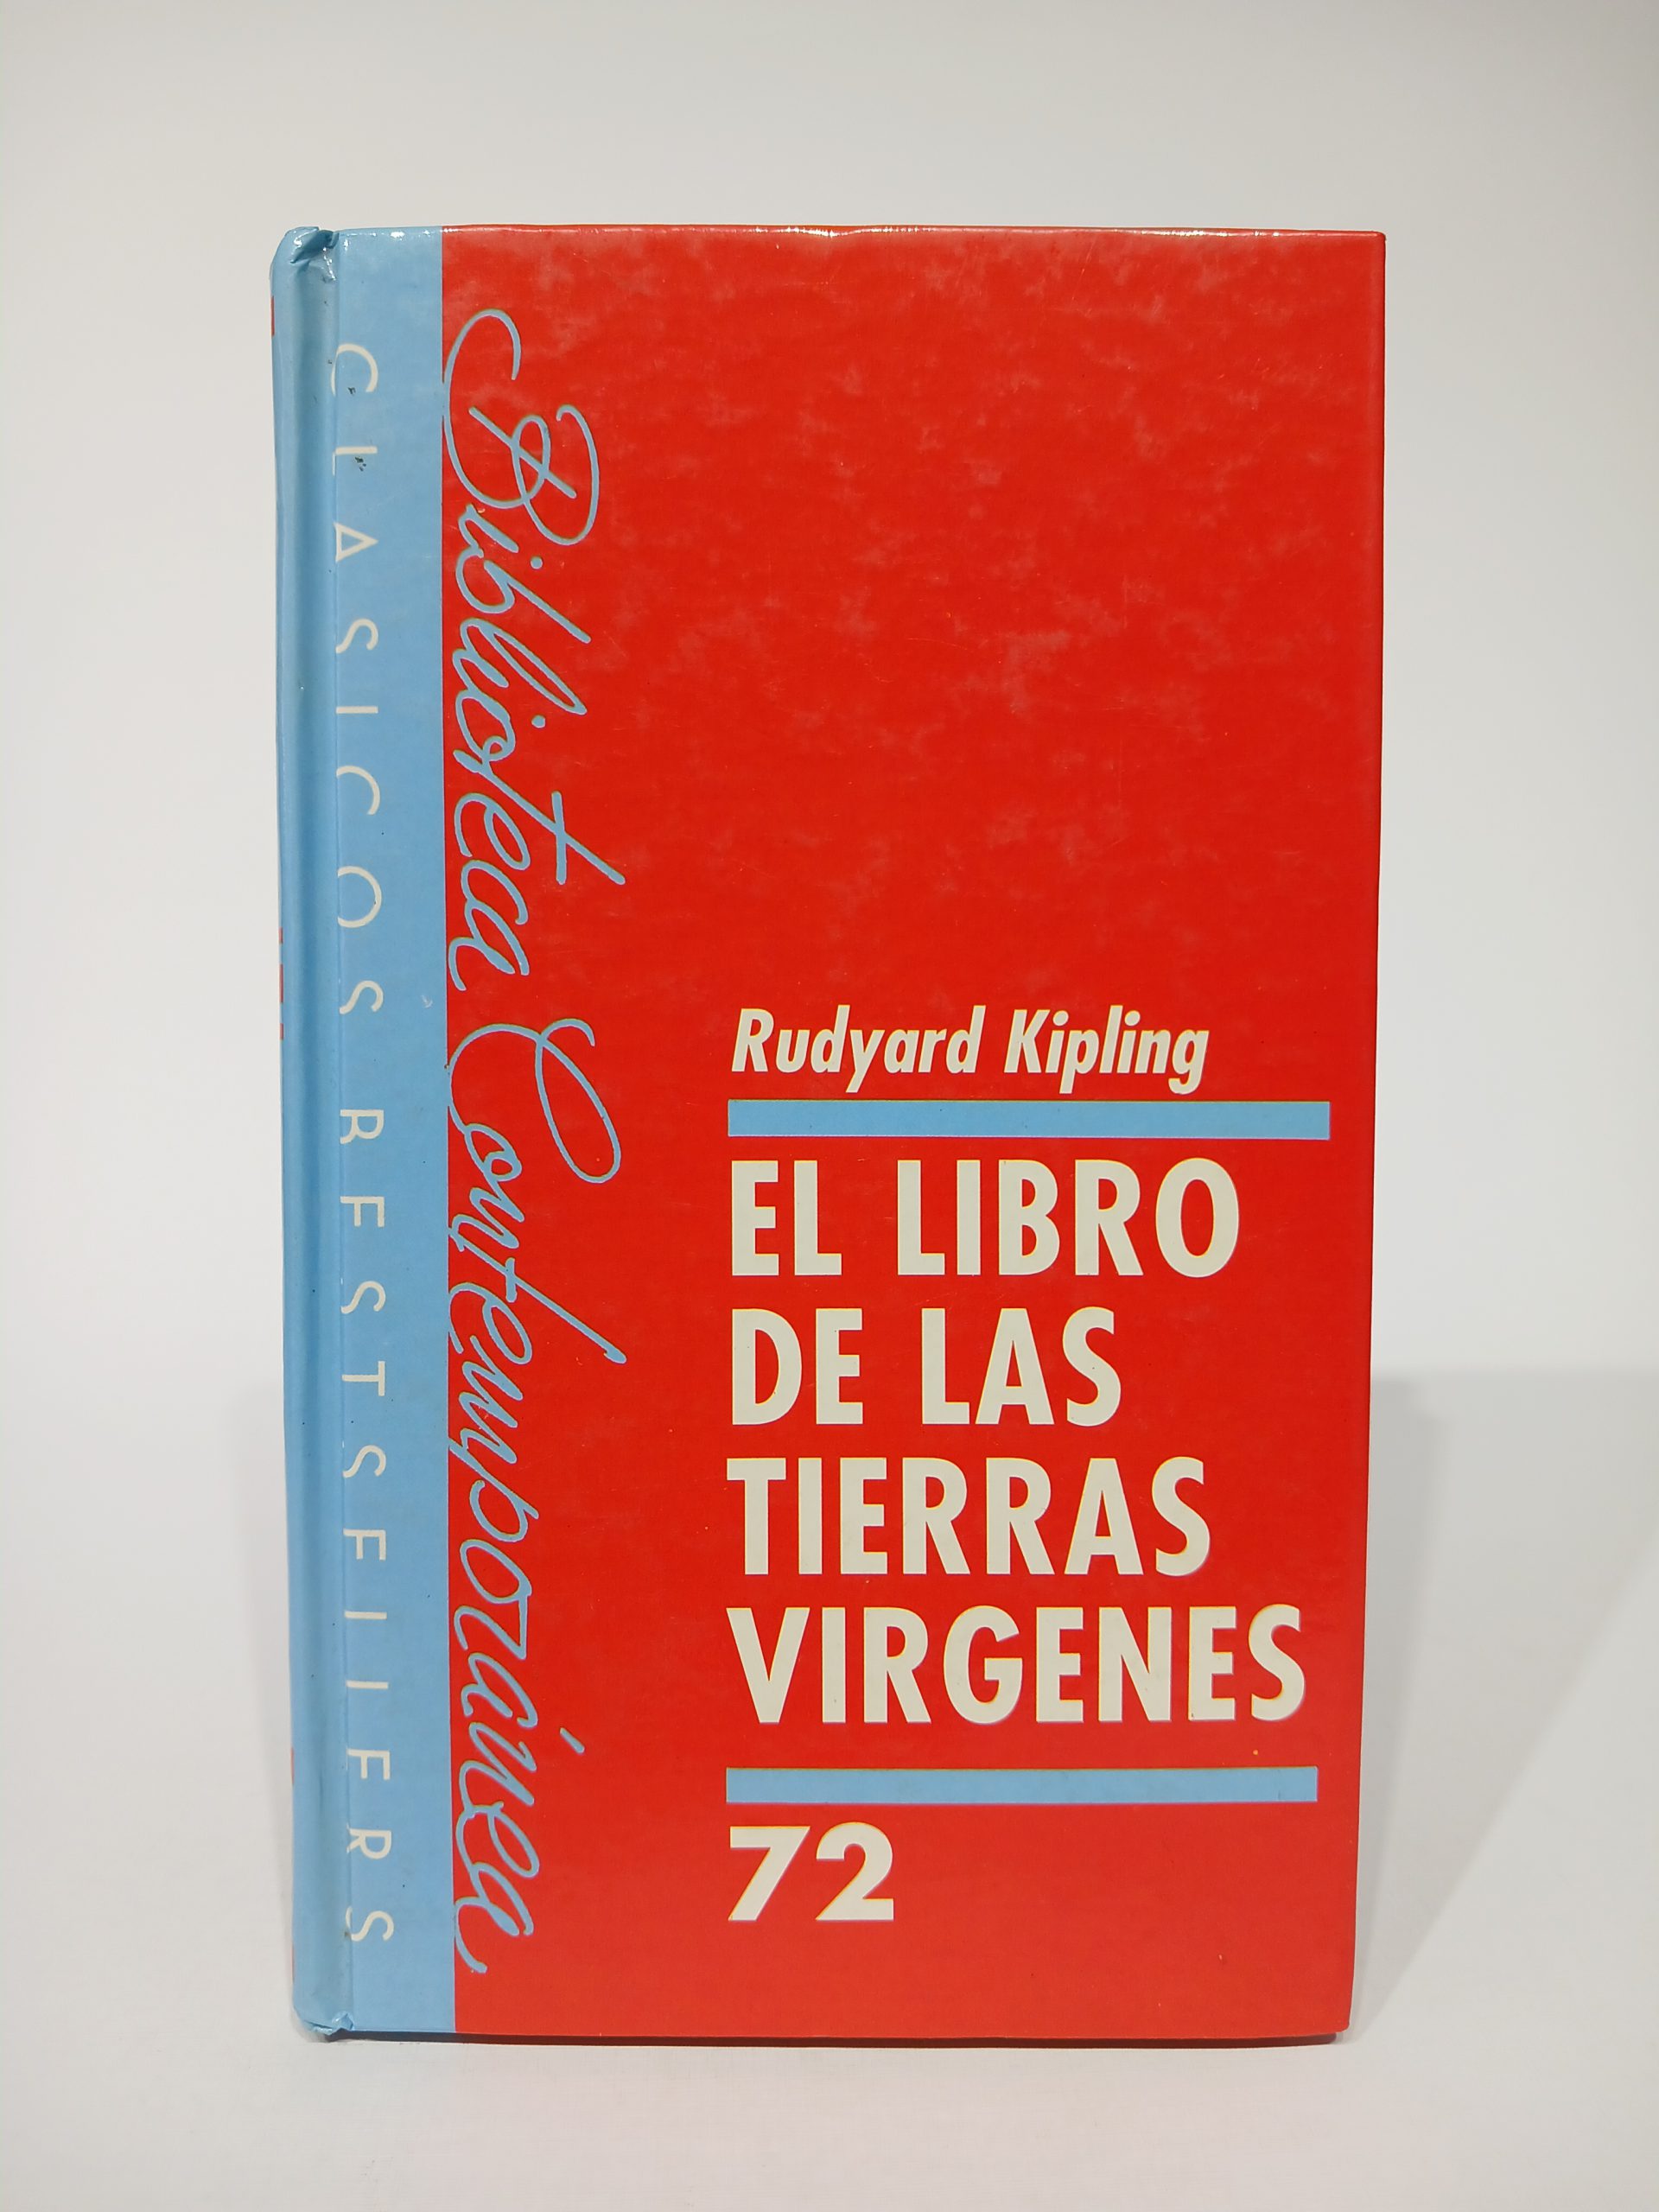 CLASICOS BESTSELLERS
Biblioteca Contemporánea
Rudyard Kipling
EL LIBRO
DE LAS
TIERRAS
VIRGENES
72